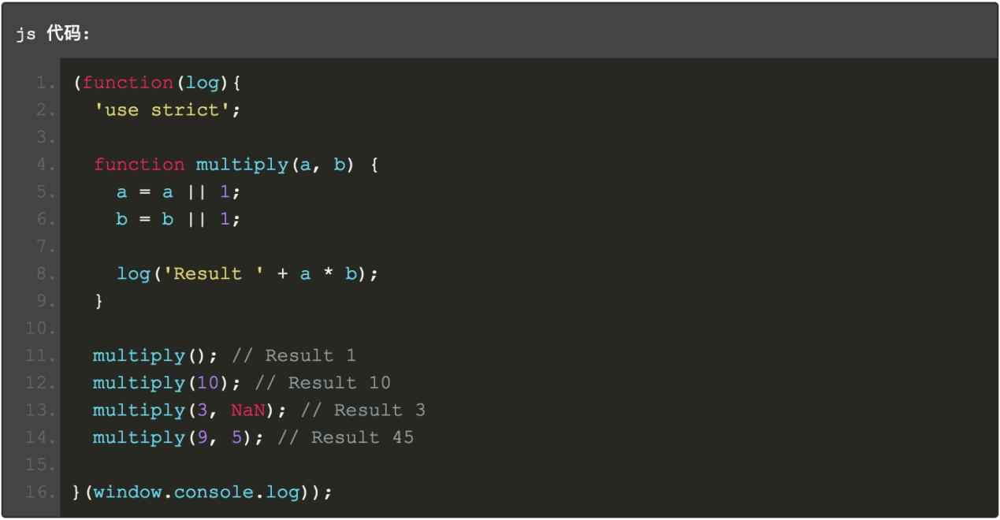 js 代码:
1. (function(log){
2.   'use strict';
3.
4.   function multiply(a, b) {
5.     a = a || 1;
6.     b = b || 1;
7.
8.     log('Result ' + a * b);
9.   }
10.
11.   multiply(); // Result 1
12.   multiply(10); // Result 10
13.   multiply(3, NaN); // Result 3
14.   multiply(9, 5); // Result 45
15.
16. }(window.console.log));